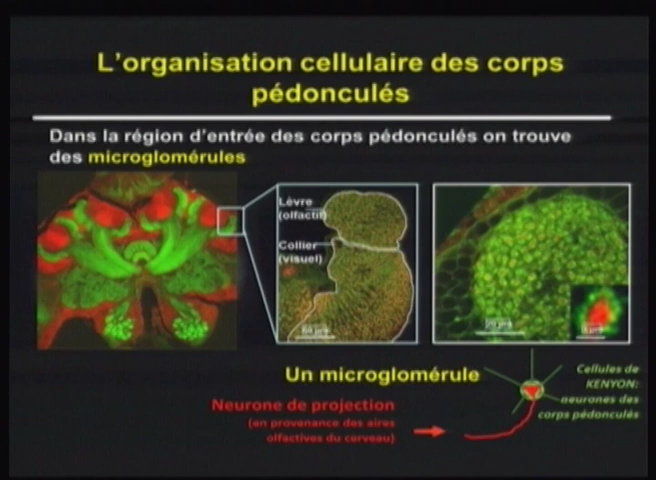 L'organisation cellulaire des corps
pédonculés
Dans la région d'entrée des corps pédonculés on trouve
des microglomérules
Lèvre
(olfactif)
Collier
(visuel)
Un microglomérule
Cellules de
KENYON:
neurones des
corps pédonculés
Neurone de projection
(en provenance des aires
olfactives du cerveau)